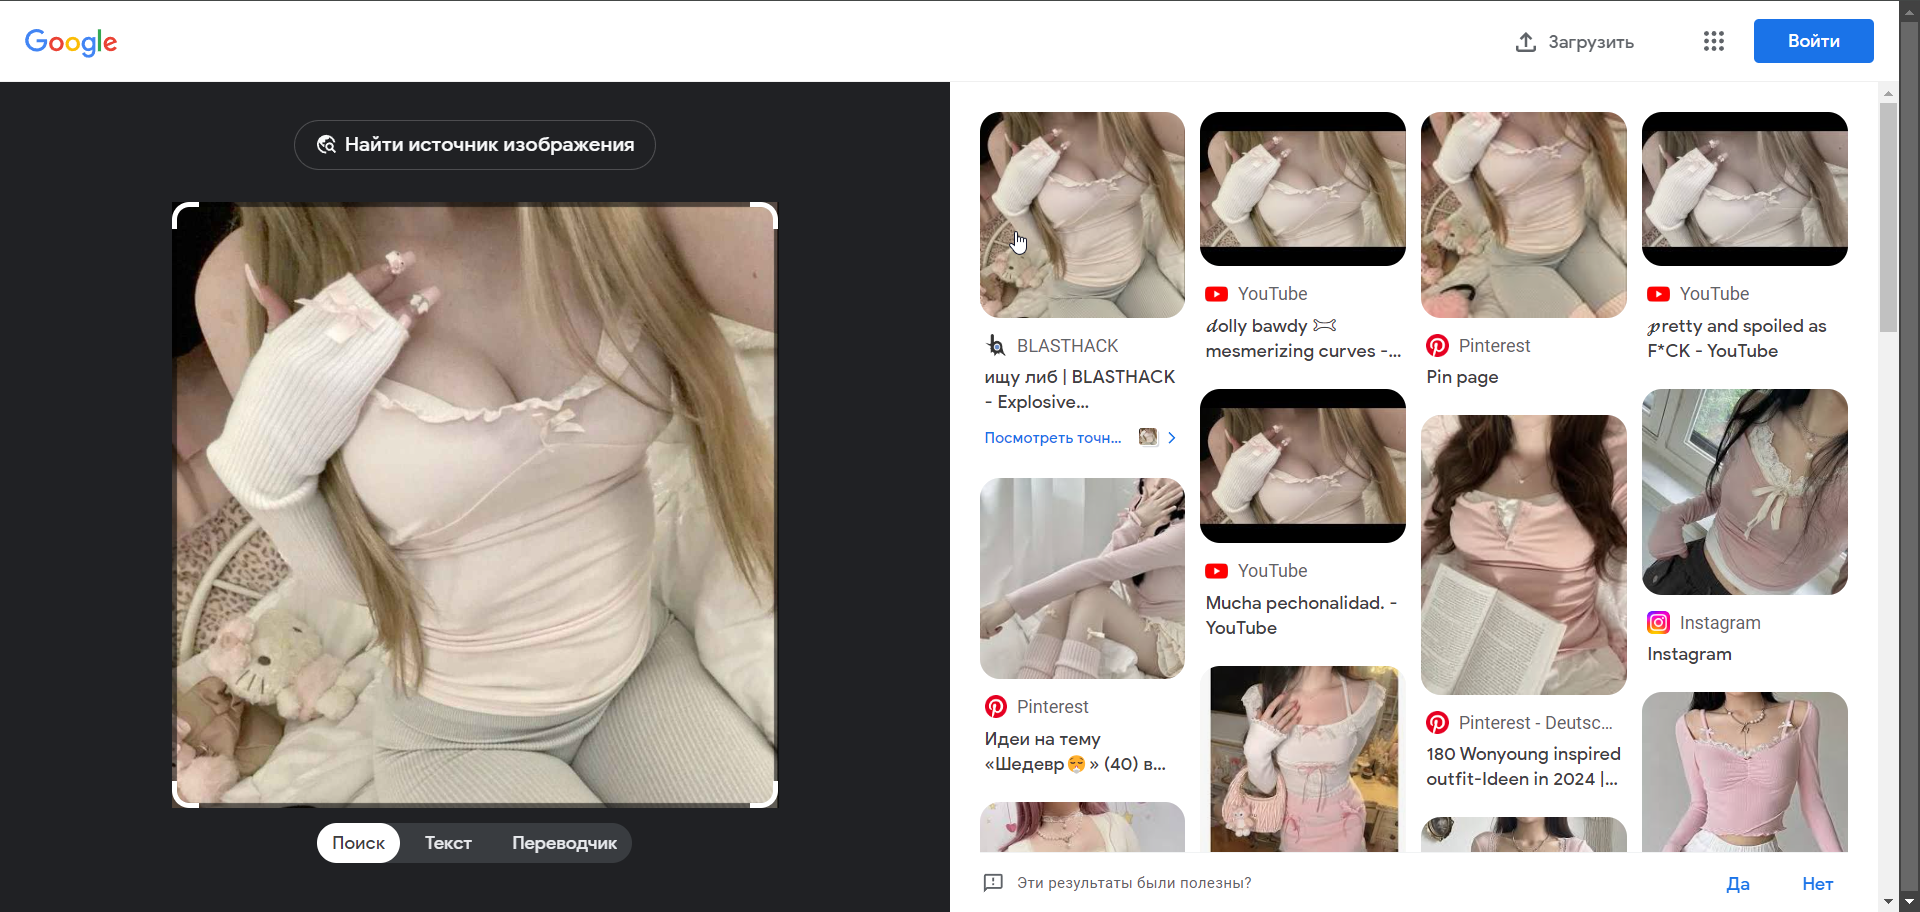 Google
Загрузить
Войти
Найти источник изображения
Поиск
Текст
Переводчик
BLASTHACK
ищу либ | BLASTHACK
- Explosive...
Посмотреть точн...
Pinterest
Идеи на тему
«Шедевр😤» (40) в...
YouTube
𝒹olly bawdy
mesmerizing curves -...
YouTube
Mucha pechonalidad. -
YouTube
Pinterest
Pin page
Pinterest - Deutsc...
180 Wonyoung inspired
outfit-Ideen in 2024 |...
YouTube
𝓅retty and spoiled as
F*CK - YouTube
Instagram
Instagram
Эти результаты были полезны?
Да
Нет